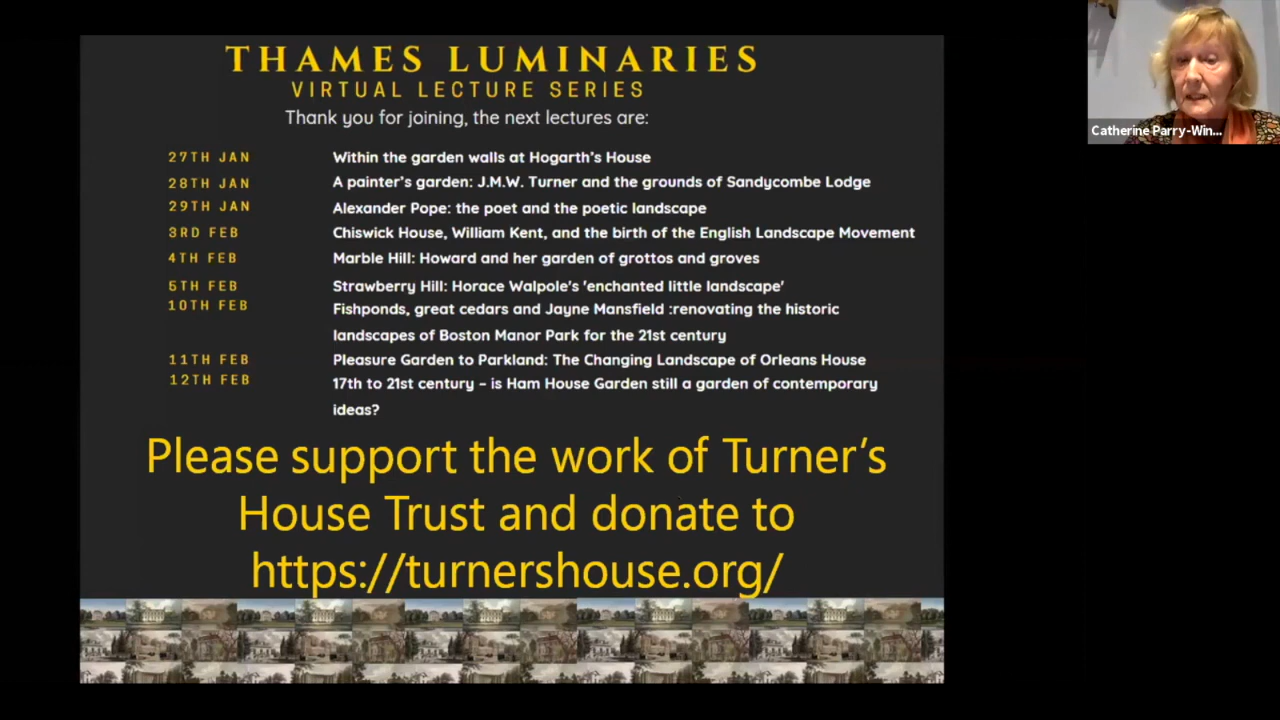 THAMES LUMINARIES
VIRTUAL LECTURE SERIES
Thank you for joining, the next lectures are:
27TH JAN Within the garden walls at Hogarth's House
28TH JAN A painter's garden: J.M.W. Turner and the grounds of Sandycombe Lodge
29TH JAN Alexander Pope: the poet and the poetic landscape
3RD FEB Chiswick House, William Kent, and the birth of the English Landscape Movement
4TH FEB Marble Hill: Howard and her garden of grottos and groves
5TH FEB Strawberry Hill: Horace Walpole's 'enchanted little landscape'
10TH FEB Fishponds, great cedars and Jayne Mansfield :renovating the historic
landscapes of Boston Manor Park for the 21st century
11TH FEB Pleasure Garden to Parkland: The Changing Landscape of Orleans House
12TH FEB 17th to 21st century – is Ham House Garden still a garden of contemporary
ideas?
Please support the work of Turner's
House Trust and donate to
https://turnershouse.org/
Catherine Parry-Win...